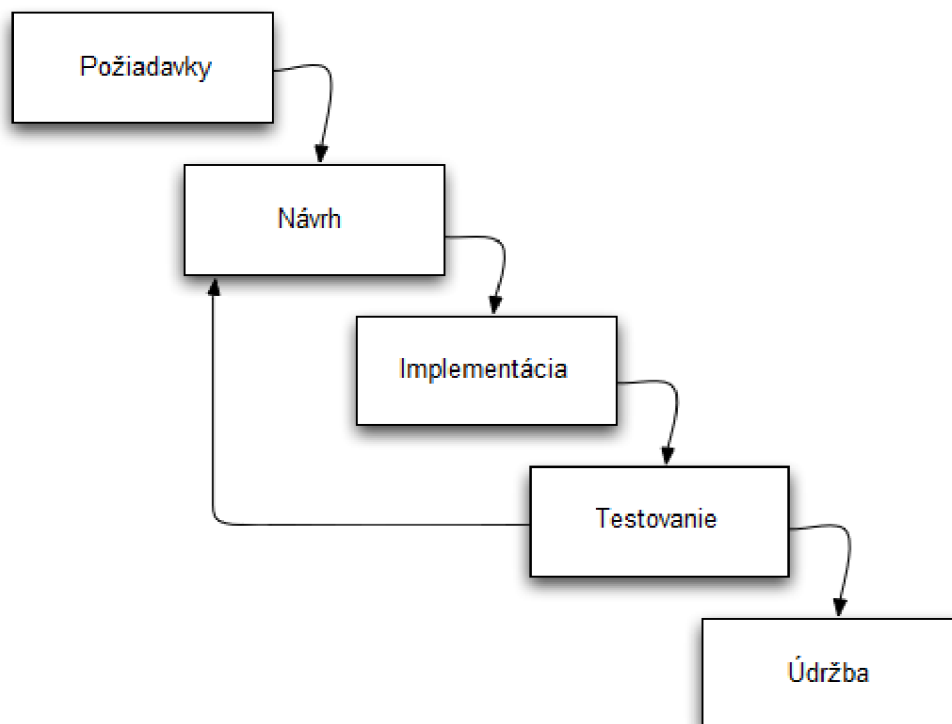 Požiadavky
Návrh
Implementácia
Testovanie
Údržba